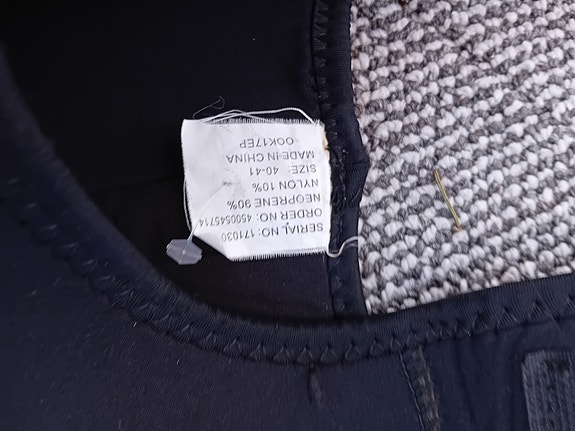 SERIAL NO: 171030
ORDER NO: 4500545714
NEOPRENE 90%
NYLON 10%
SIZE: 40-41
MADE IN CHINA
OOK17EP